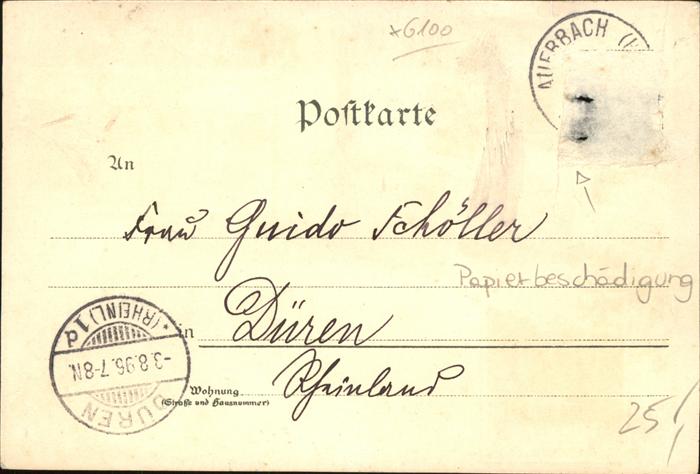 *6100
AUERBACH
Postkarte
An
Frau Guido Schöller
Papierbeschädigung
in Düren
Rheinland
Wohnung
(Straße und Hausnummer)
DÜREN
*(RHEINL.) 1d
-3.8.96.7-8N.
25,